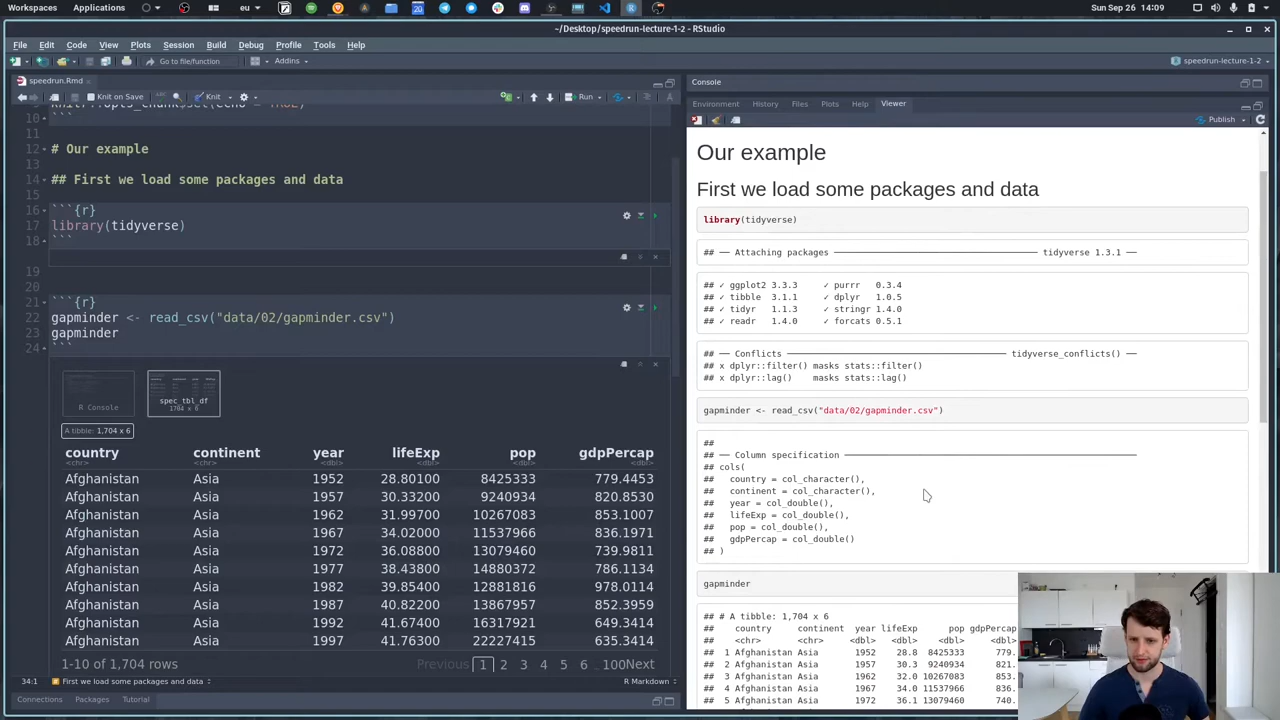 Workspaces Applications eu Sun Sep 26 14:09
~/Desktop/speedrun-lecture-1-2 - RStudio
File Edit Code View Plots Session Build Debug Profile Tools Help
Go to file/function Addins speedrun-lecture-1-2
speedrun.Rmd
Knit on Save Knit Run
10 ```
11
12 # Our example
13
14 ## First we load some packages and data
15
16 ```{r}
17 library(tidyverse)
18 ```
19
20
21 ```{r}
22 gapminder <- read_csv("data/02/gapminder.csv")
23 gapminder
24 ```
R Console
spec_tbl_df
1704 x 6
A tibble: 1,704 x 6
country continent year lifeExp pop gdpPercap
<chr> <chr> <dbl> <dbl> <dbl> <dbl>
Afghanistan Asia 1952 28.80100 8425333 779.4453
Afghanistan Asia 1957 30.33200 9240934 820.8530
Afghanistan Asia 1962 31.99700 10267083 853.1007
Afghanistan Asia 1967 34.02000 11537966 836.1971
Afghanistan Asia 1972 36.08800 13079460 739.9811
Afghanistan Asia 1977 38.43800 14880372 786.1134
Afghanistan Asia 1982 39.85400 12881816 978.0114
Afghanistan Asia 1987 40.82200 13867957 852.3959
Afghanistan Asia 1992 41.67400 16317921 649.3414
Afghanistan Asia 1997 41.76300 22227415 635.3414
1-10 of 1,704 rows Previous 1 2 3 4 5 6 ... 100 Next
34:1 First we load some packages and data R Markdown
Connections Packages Tutorial
Console
Environment History Files Plots Help Viewer
Publish
Our example
First we load some packages and data
library(tidyverse)
## ── Attaching packages ─────────────────────────────────────── tidyverse 1.3.1 ──
## ✓ ggplot2 3.3.3 ✓ purrr 0.3.4
## ✓ tibble 3.1.1 ✓ dplyr 1.0.5
## ✓ tidyr 1.1.3 ✓ stringr 1.4.0
## ✓ readr 1.4.0 ✓ forcats 0.5.1
## ── Conflicts ────────────────────────────────────────── tidyverse_conflicts() ──
## x dplyr::filter() masks stats::filter()
## x dplyr::lag() masks stats::lag()
gapminder <- read_csv("data/02/gapminder.csv")
##
## ── Column specification ────────────────────────────────────────────────────────
## cols(
## country = col_character(),
## continent = col_character(),
## year = col_double(),
## lifeExp = col_double(),
## pop = col_double(),
## gdpPercap = col_double()
## )
gapminder
## # A tibble: 1,704 x 6
## country continent year lifeExp pop gdpPercap
## <chr> <chr> <dbl> <dbl> <dbl> <dbl>
## 1 Afghanistan Asia 1952 28.8 8425333 779.
## 2 Afghanistan Asia 1957 30.3 9240934 821.
## 3 Afghanistan Asia 1962 32.0 10267083 853.
## 4 Afghanistan Asia 1967 34.0 11537966 836.
## 5 Afghanistan Asia 1972 36.1 13079460 740.